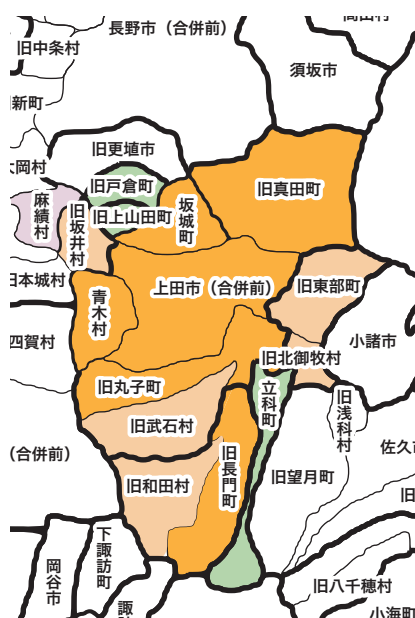 長野市（合併前）
旧中条村
須坂市
新町
旧更埴市
大岡村
旧戸倉町
旧真田町
麻績村
旧坂井村
旧上山田町
坂城町
旧本城村
青木村
上田市（合併前）
旧東部町
四賀村
小諸市
旧北御牧村
旧丸子町
立科町
旧浅科村
旧武石村
（合併前）
佐久
旧長門町
旧和田村
旧望月町
旧
岡谷市
下諏訪町
諏
旧八千穂村
小海町